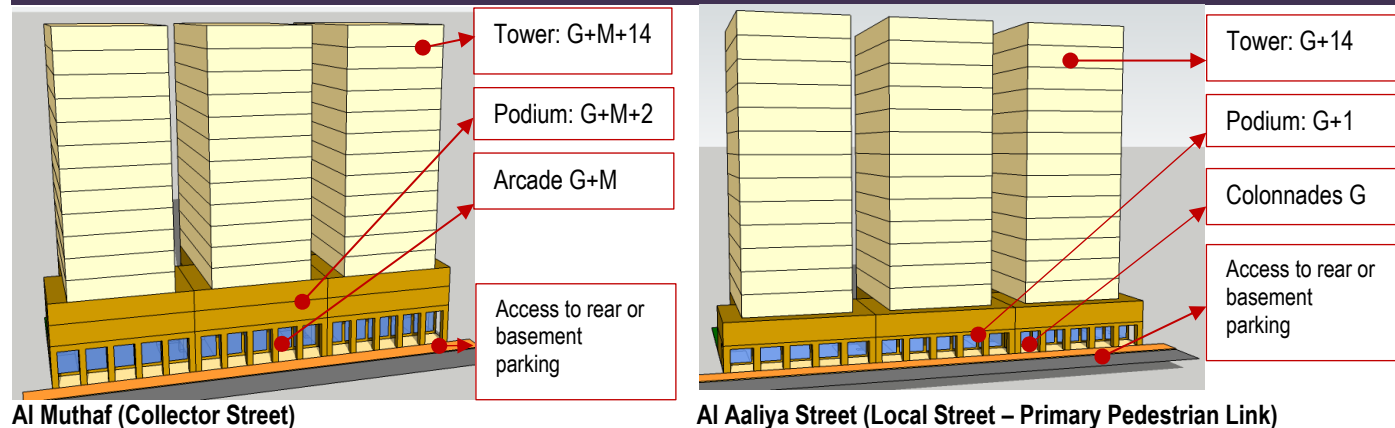 Tower: G+M+14
Podium: G+M+2
Arcade G+M
Access to rear or
basement
parking
Al Muthaf (Collector Street)
Tower: G+14
Podium: G+1
Colonnades G
Access to rear or
basement
parking
Al Aaliya Street (Local Street – Primary Pedestrian Link)